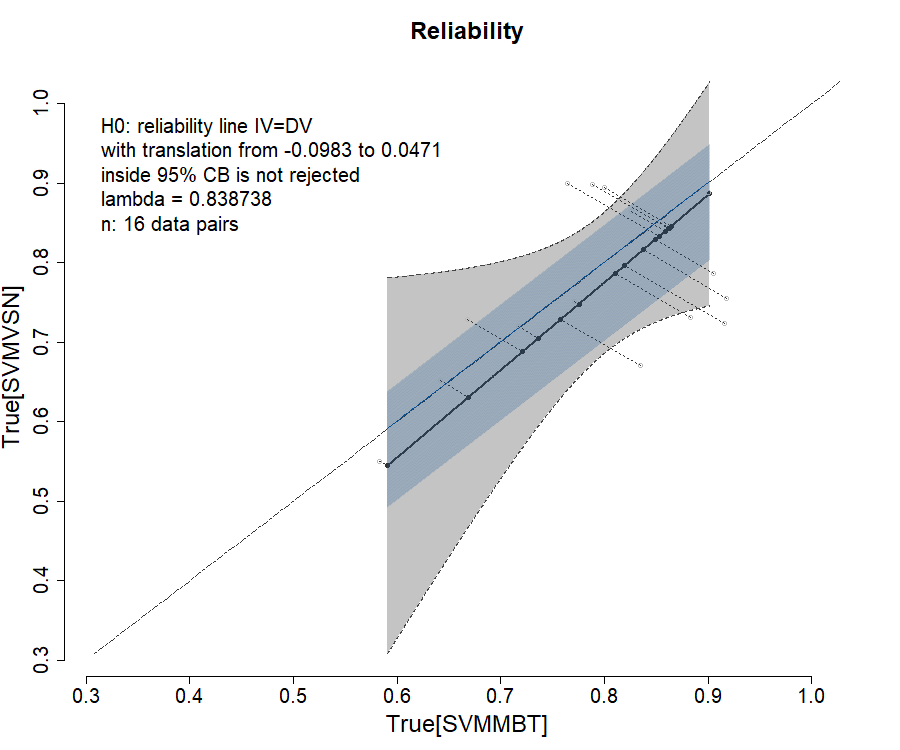 Reliability
H0: reliability line IV=DV
with translation from -0.0983 to 0.0471
inside 95% CB is not rejected
lambda = 0.838738
n: 16 data pairs
1.0
0.9
0.8
0.7
0.6
0.5
0.4
0.3
True[SVMVSN]
0.3 0.4 0.5 0.6 0.7 0.8 0.9 1.0
True[SVMMBT]